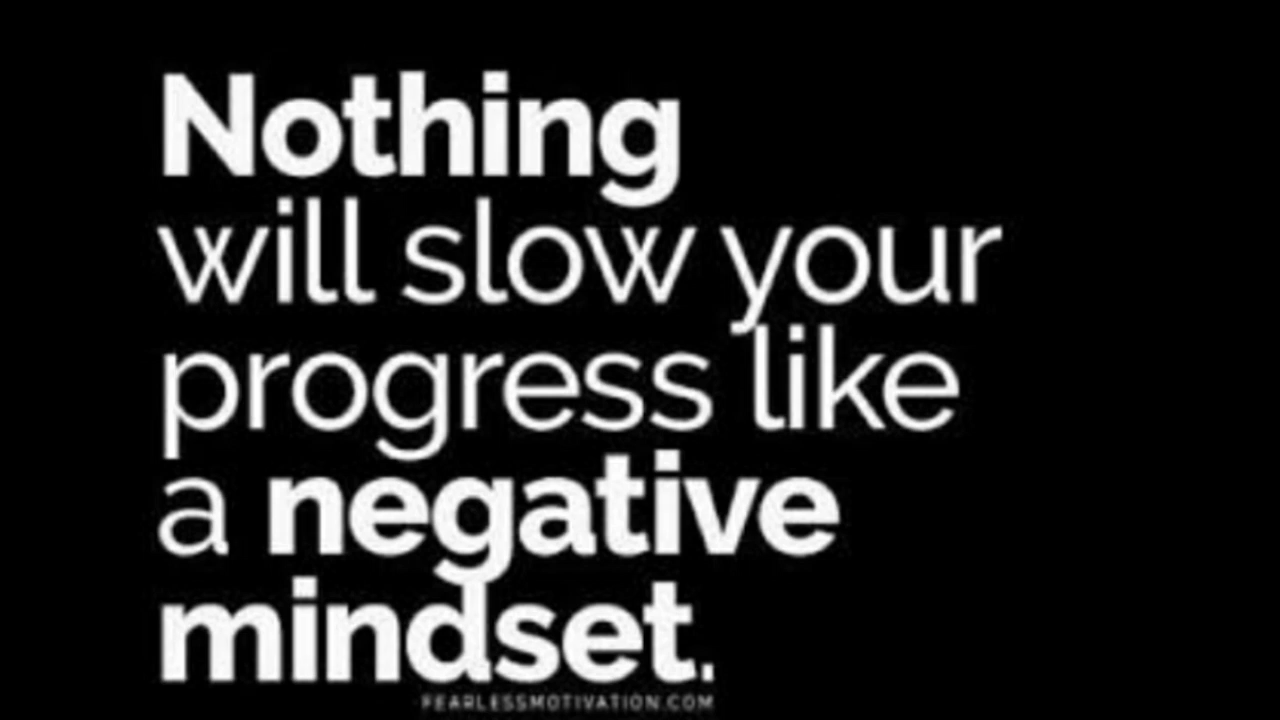 Nothing
will slow your
progress like
a negative
mindset.
FEARLESSMOTIVATION.COM